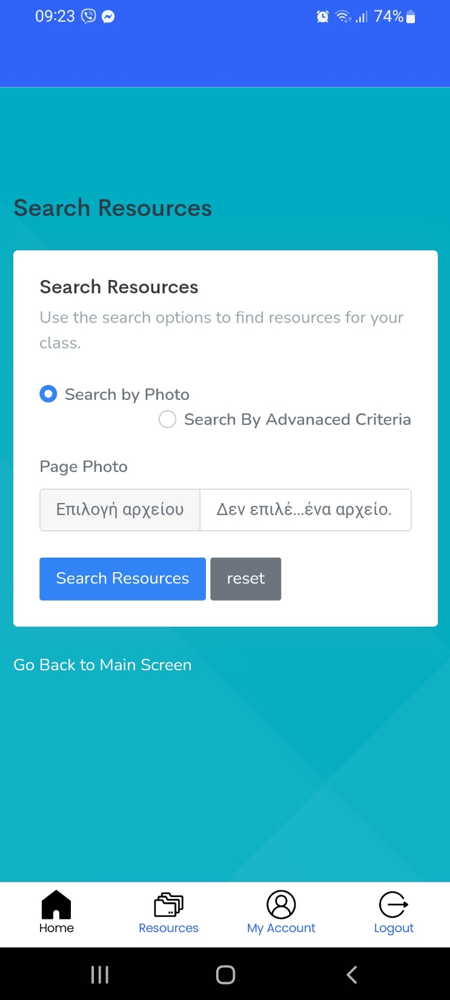 09:23 74%
Search Resources
Search Resources
Use the search options to find resources for your
class.
Search by Photo
Search By Advanaced Criteria
Page Photo
Επιλογή αρχείου Δεν επιλέ...ένα αρχείο.
Search Resources reset
Go Back to Main Screen
Home Resources My Account Logout